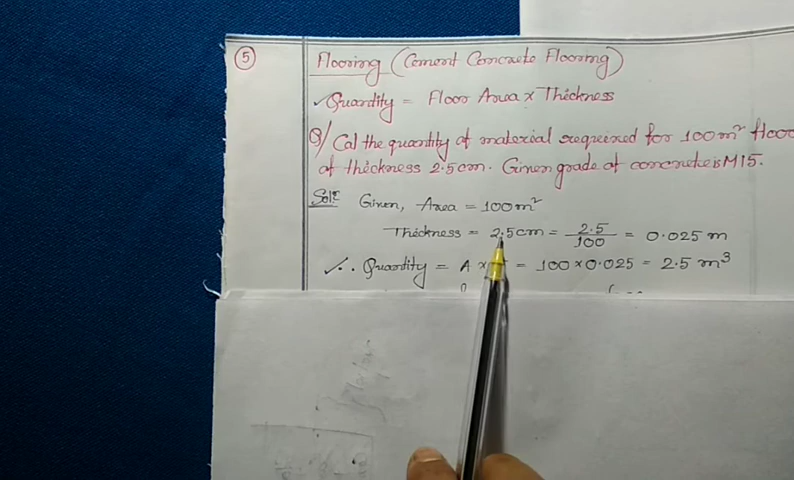 5
Flooring (Cement Concrete Flooring)
✓Quantity = Floor Area x Thickness
Q/ Cal the quantity of material required for 100m² floor
of thickness 2.5cm. Given grade of concrete is M15.
Solⁿ Given, Area = 100m²
Thickness = 2.5cm = 2.5/100 = 0.025 m
✓∴ Quantity = A x = 100 x 0.025 = 2.5 m³